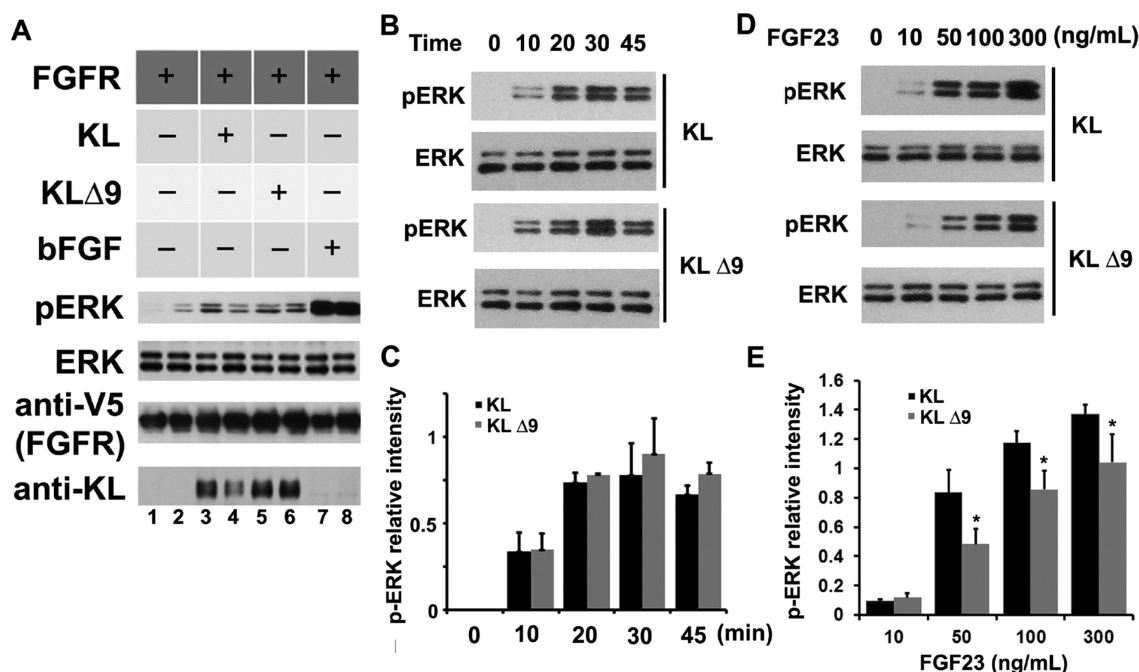 A
FGFR + + + +
KL − + − −
KLΔ9 − − + −
bFGF − − − +
pERK
ERK
anti-V5
(FGFR)
anti-KL
1 2 3 4 5 6 7 8
B
Time 0 10 20 30 45
pERK
ERK
KL
pERK
ERK
KL Δ9
C
p-ERK relative intensity
KL
KL Δ9
1
0.5
0
0 10 20 30 45 (min)
D
FGF23 0 10 50 100 300 (ng/mL)
pERK
ERK
KL
pERK
ERK
KL Δ9
E
p-ERK relative intensity
KL
KL Δ9
1.6
1.4
1.2
1
0.8
0.6
0.4
0.2
0
* * *
10 50 100 300
FGF23 (ng/mL)